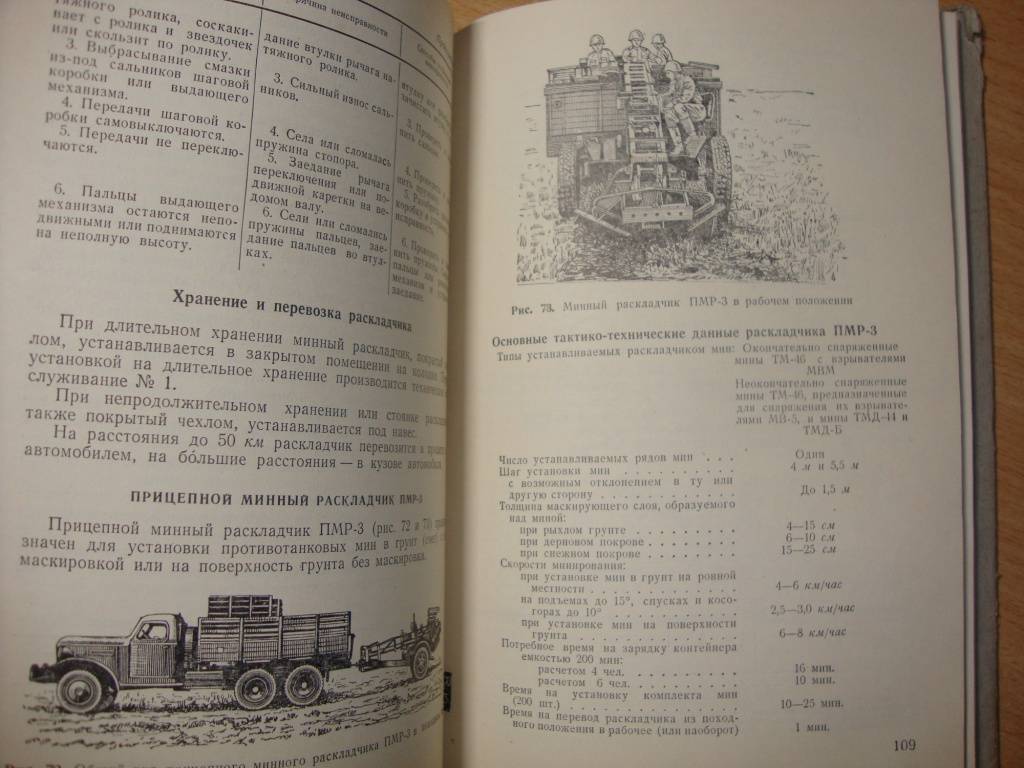 тяжного ролика, соскаки-
вает с ролика и звездочек
или скользит по ролику.
3. Выбрасывание смазки
из-под сальников шаговой
коробки или выдающего
механизма.
4. Передачи шаговой ко-
робки самовыключаются.
5. Передачи не переклю-
чаются.
6. Пальцы выдающего
механизма остаются непо-
движными или поднимаются
на неполную высоту.
неисправности
дание втулки рычага на-
тяжного ролика.
3. Сильный износ саль-
ников.
4. Села или сломалась
пружина стопора.
5. Заедание рычага
переключения или по-
движной каретки на ве-
домом валу.
6. Сели или сломались
пружины пальцев, зае-
дание пальцев во втул-
ках.
Хранение и перевозка раскладчика
При длительном хранении минный раскладчик, покрытый
лом, устанавливается в закрытом помещении на колодки.
установкой на длительное хранение производится
служивание № 1.
При непродолжительном хранении или стоянке
также покрытый чехлом, устанавливается под навес.
На расстояния до 50 км раскладчик перевозится в прицепе
автомобилем, на бо́льшие расстояния — в кузове автомобиля.
ПРИЦЕПНОЙ МИННЫЙ РАСКЛАДЧИК ПМР-3
Прицепной минный раскладчик ПМР-3 (рис. 72 и 73)
значен для установки противотанковых мин в грунт (снег) с
маскировкой или на поверхность грунта без маскировки.
минного раскладчика ПМР-3 в
Рис. 73. Минный раскладчик ПМР-3 в рабочем положении
Основные тактико-технические данные раскладчика ПМР-3
Типы устанавливаемых раскладчиком мин: Окончательно снаряженные
мины ТМ-46 с взрывателями
МВМ
Неокончательно снаряженные
мины ТМ-46, предназначенные
для снаряжения их взрывате-
лями МВ-5, и мины ТМД-44 и
ТМД-Б
Число устанавливаемых рядов мин . . . Один
Шаг установки мин . . . . . . . . . 4 м и 5,5 м
с возможным отклонением в ту или
другую сторону . . . . . . . . . . . До 1,5 м
Толщина маскирующего слоя, образуемого
над миной:
при рыхлом грунте . . . . . . . . 4—15 см
при дерновом покрове . . . . . . . 6—10 см
при снежном покрове . . . . . . . 15—25 см
Скорости минирования:
при установке мин в грунт на ровной
местности . . . . . . . . . . . . 4—6 км/час
на подъемах до 15°, спусках и косо-
горах до 10° . . . . . . . . . . . 2,5—3,0 км/час
при установке мин на поверхности
грунта . . . . . . . . . . . . . . 6—8 км/час
Потребное время на зарядку контейнера
емкостью 200 мин:
расчетом 4 чел. . . . . . . . . . 16 мин.
расчетом 6 чел. . . . . . . . . . 10 мин.
Время на установку комплекта мин
(200 шт.) . . . . . . . . . . . . . 10—25 мин.
Время на перевод раскладчика из поход-
ного положения в рабочее (или наоборот) 1 мин.
109